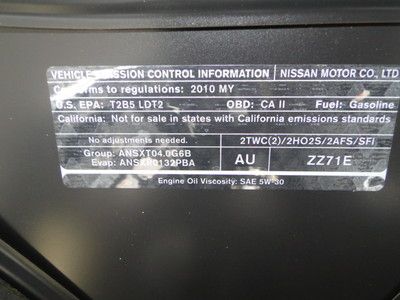 VEHICLE EMISSION CONTROL INFORMATION NISSAN MOTOR CO., LTD
Conforms to regulations: 2010 MY
U.S. EPA: T2B5 LDT2 OBD: CA II Fuel: Gasoline
California: Not for sale in states with California emissions standards
No adjustments needed. 2TWC(2)/2HO2S/2AFS/SFI
Group: ANSXT04.0G6B
Evap: ANSXR0132PBA
AU ZZ71E
Engine Oil Viscosity: SAE 5W-30